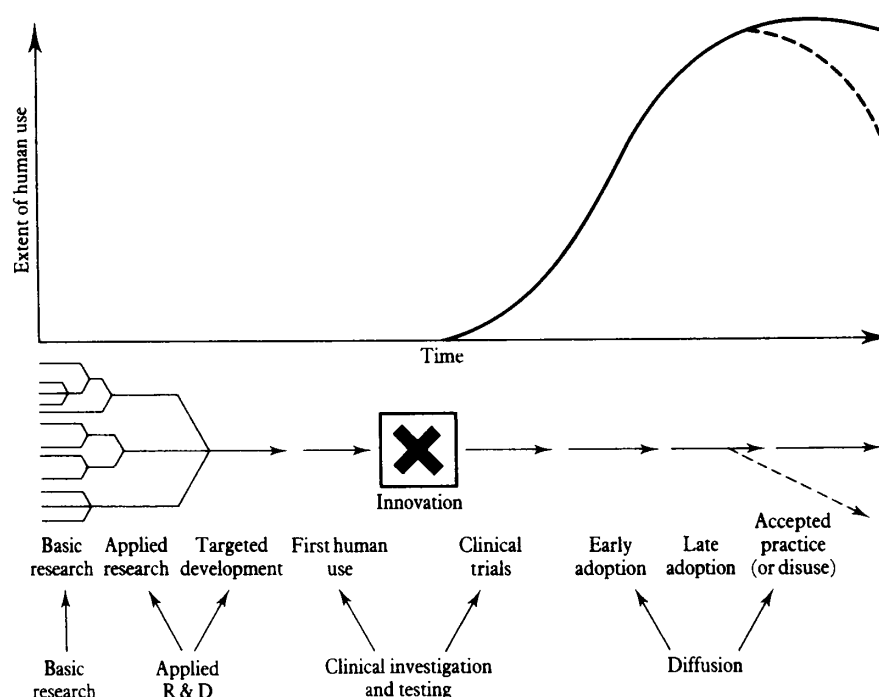 Extent of human use
Time
Innovation
Basic
research
Applied
research
Targeted
development
First human
use
Clinical
trials
Early
adoption
Late
adoption
Accepted
practice
(or disuse)
Basic
research
Applied
R & D
Clinical investigation
and testing
Diffusion